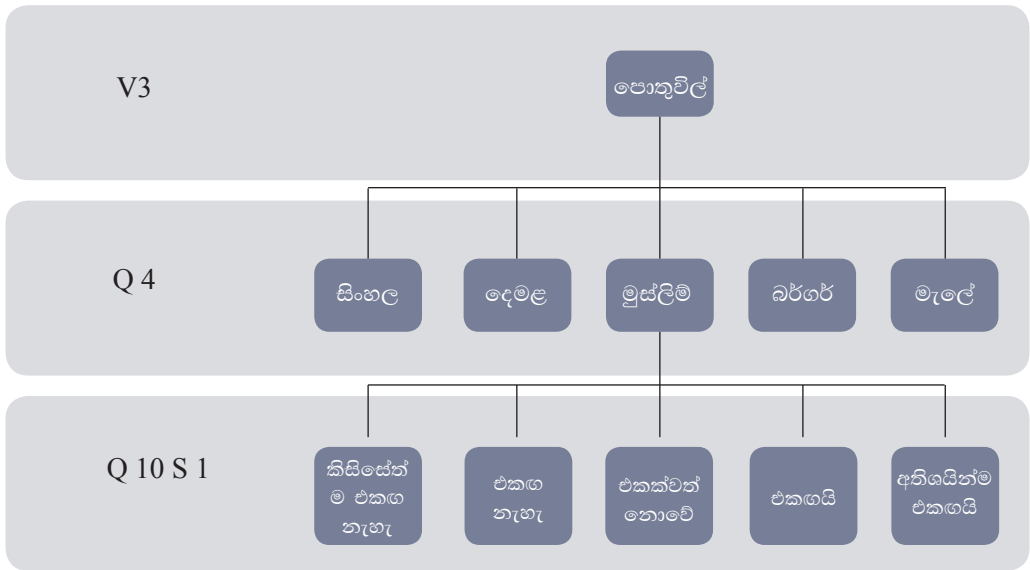 V3
පොතුවිල්
Q 4
සිංහල
දෙමළ
මුස්ලිම්
බර්ගර්
මැලේ
Q 10 S 1
කිසිසේත්
ම එකඟ
නැහැ
එකඟ
නැහැ
එකක්වත්
නොවේ
එකඟයි
අතිශයින්ම
එකඟයි